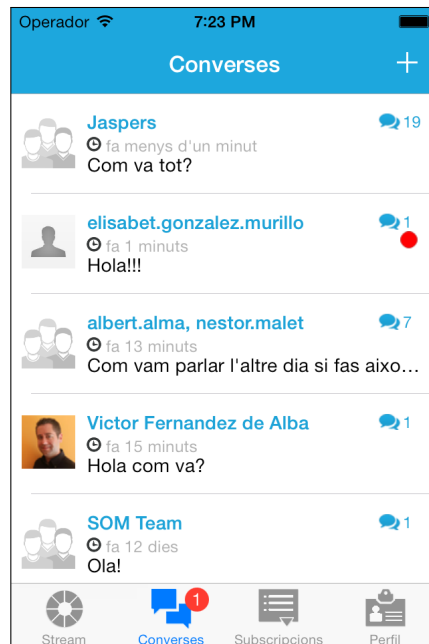 Operador 7:23 PM
Converses +
Jaspers 19
fa menys d'un minut
Com va tot?
elisabet.gonzalez.murillo 1
fa 1 minuts
Hola!!!
albert.alma, nestor.malet 7
fa 13 minuts
Com vam parlar l'altre dia si fas aixo…
Victor Fernandez de Alba 1
fa 15 minuts
Hola com va?
SOM Team 1
fa 12 dies
Ola!
1
Stream Converses Subscripcions Perfil